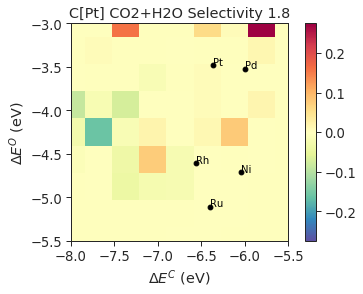 C[Pt] CO2+H2O Selectivity 1.8
−3.0
−3.5
−4.0
−4.5
−5.0
−5.5
ΔE^O (eV)
Pt
Pd
Rh
Ni
Ru
−8.0 −7.5 −7.0 −6.5 −6.0 −5.5
ΔE^C (eV)
0.2
0.1
0.0
−0.1
−0.2